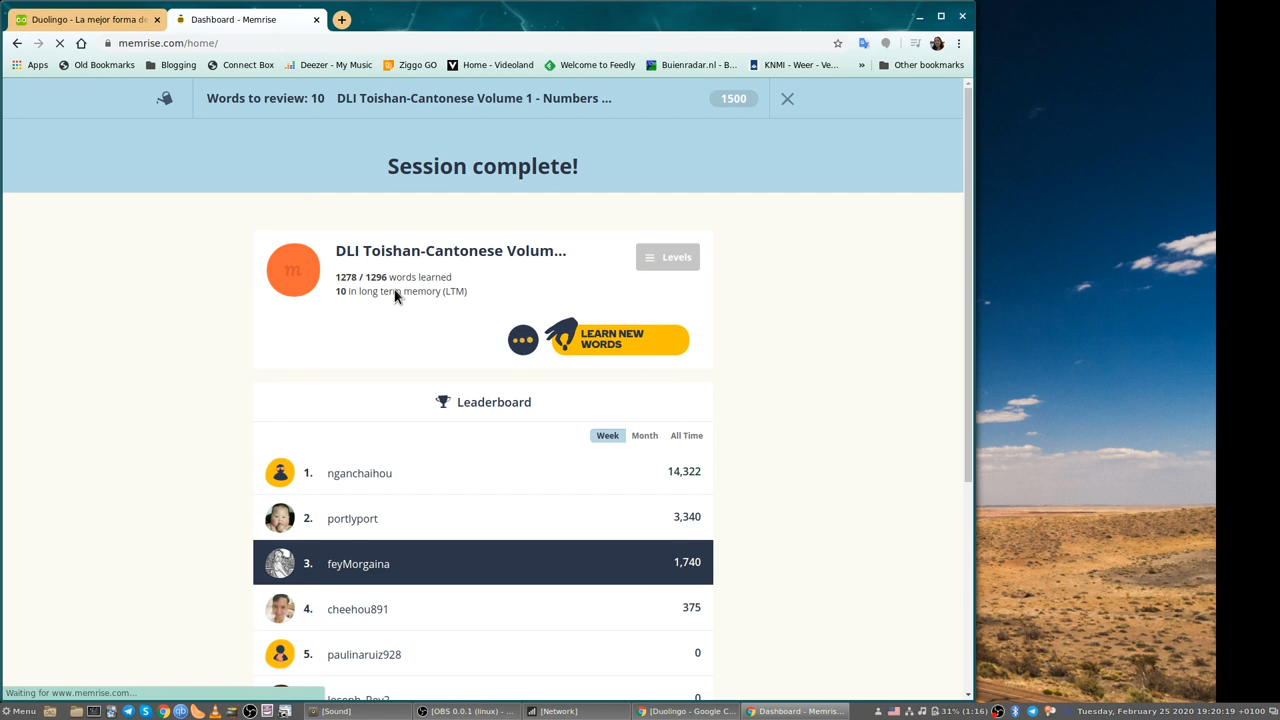 Duolingo - La mejor forma de
Dashboard - Memrise
memrise.com/home/
Apps
Old Bookmarks
Blogging
Connect Box
Deezer - My Music
Ziggo GO
Home - Videoland
Welcome to Feedly
Buienradar.nl - B...
KNMI - Weer - Ve...
»
Other bookmarks
Words to review: 10 DLI Toishan-Cantonese Volume 1 - Numbers ... 1500
Session complete!
DLI Toishan-Cantonese Volum...
Levels
1278 / 1296 words learned
10 in long term memory (LTM)
LEARN NEW
WORDS
Leaderboard
Week Month All Time
1. nganchaihou 14,322
2. portlyport 3,340
3. feyMorgaina 1,740
4. cheehou891 375
5. paulinaruiz928 0
0
Waiting for www.memrise.com...
Menu [Sound] [OBS 0.0.1 (linux) - ... [Network] [Duolingo - Google C... Dashboard - Memris... 31% (1:16) Tuesday, February 25 2020, 19:20:19 +0100